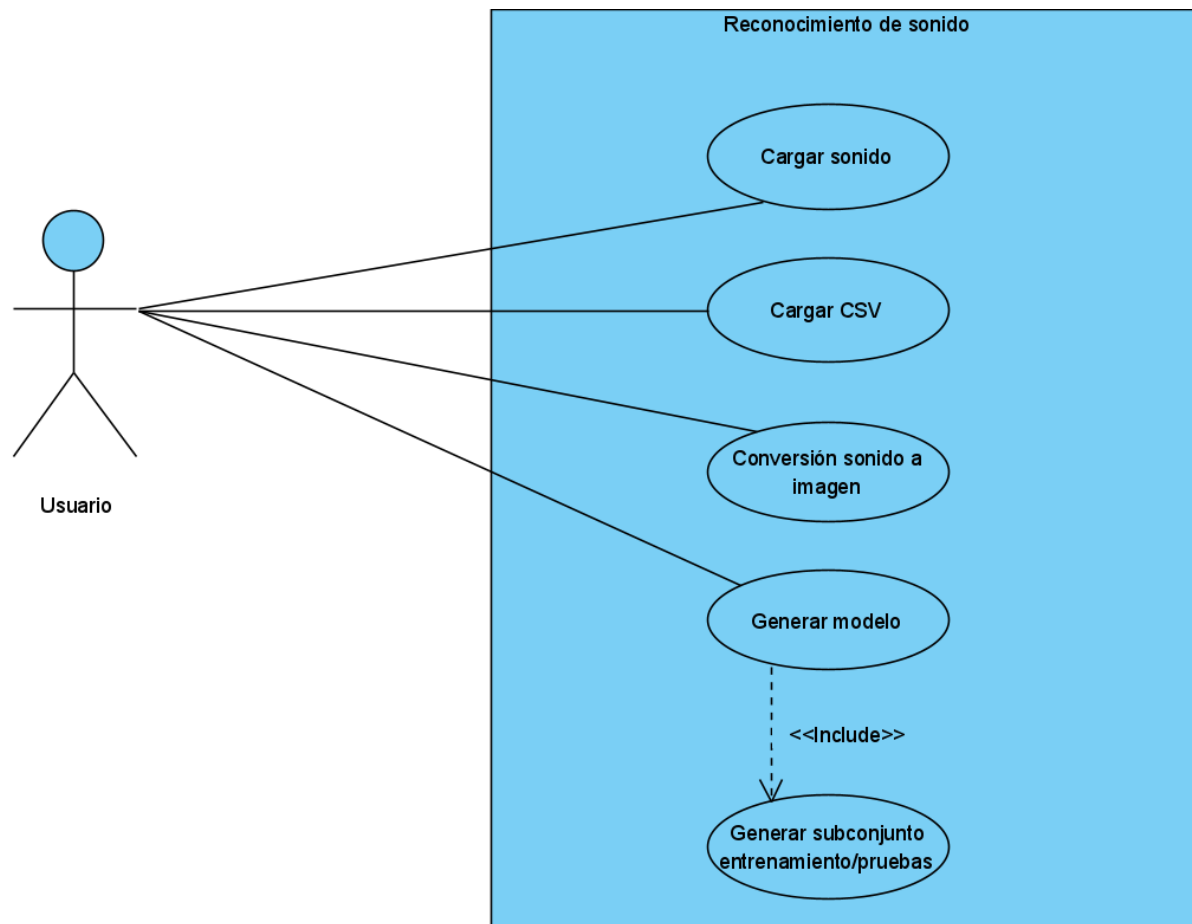 Reconocimiento de sonido
Cargar sonido
Cargar CSV
Conversión sonido a
imagen
Usuario
Generar modelo
<<Include>>
Generar subconjunto
entrenamiento/pruebas